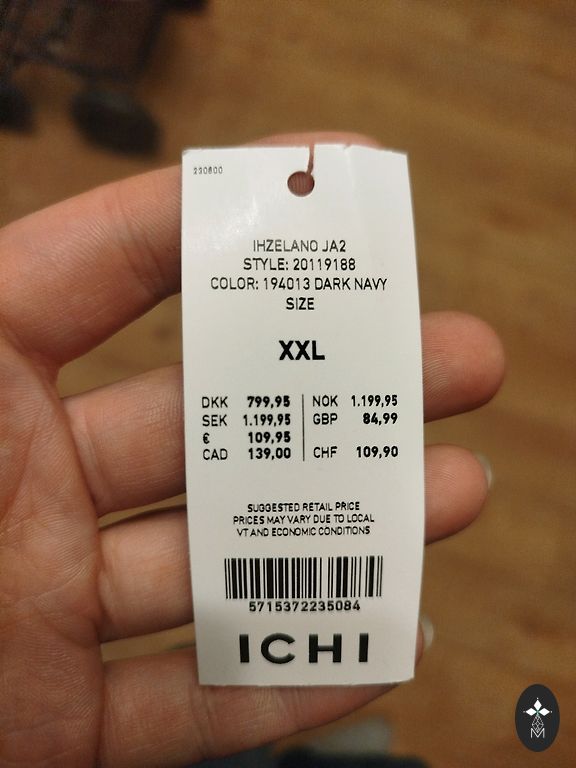 230800
IHZELANO JA2
STYLE: 20119188
COLOR: 194013 DARK NAVY
SIZE
XXL
DKK 799,95 NOK 1.199,95
SEK 1.199,95 GBP 84,99
€ 109,95
CAD 139,00 CHF 109,90
SUGGESTED RETAIL PRICE
PRICES MAY VARY DUE TO LOCAL
VT AND ECONOMIC CONDITIONS
5715372235084
ICHI
M